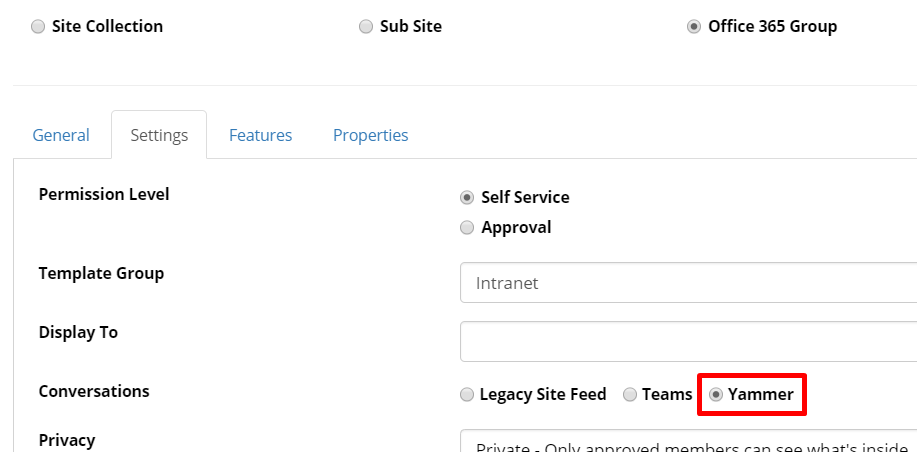 Site Collection Sub Site Office 365 Group
General Settings Features Properties
Permission Level Self Service
Approval
Template Group Intranet
Display To
Conversations Legacy Site Feed Teams Yammer
Privacy Private - Only approved members can see what's inside